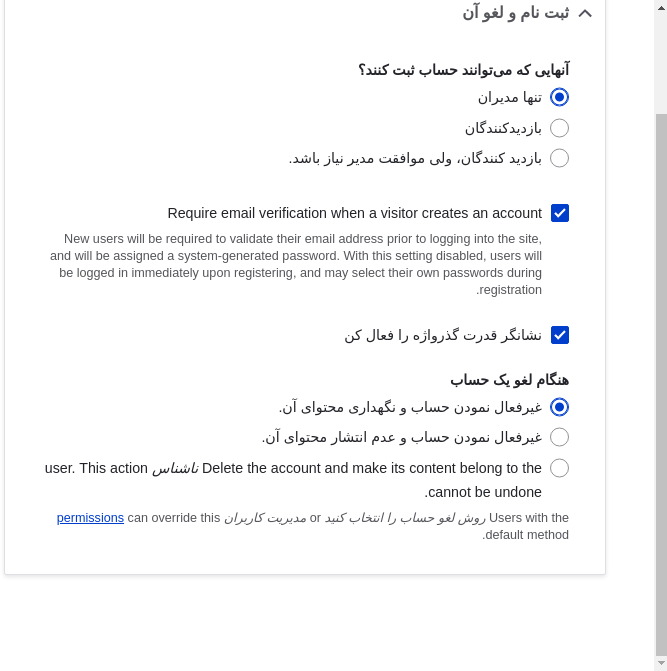 ثبت نام و لغو آن
آنهایی که می‌توانند حساب ثبت کنند؟
تنها مدیران
بازدیدکنندگان
بازدید کنندگان، ولی موافقت مدیر نیاز باشد.
Require email verification when a visitor creates an account
New users will be required to validate their email address prior to logging into the site,
and will be assigned a system-generated password. With this setting disabled, users will
be logged in immediately upon registering, and may select their own passwords during
registration.
نشانگر قدرت گذرواژه را فعال کن
هنگام لغو یک حساب
غیرفعال نمودن حساب و نگهداری محتوای آن.
غیرفعال نمودن حساب و عدم انتشار محتوای آن.
Delete the account and make its content belong to the ناشناس user. This action
cannot be undone.
Users with the روش لغو حساب را انتخاب کنید or مدیریت کاربران permissions can override this
default method.